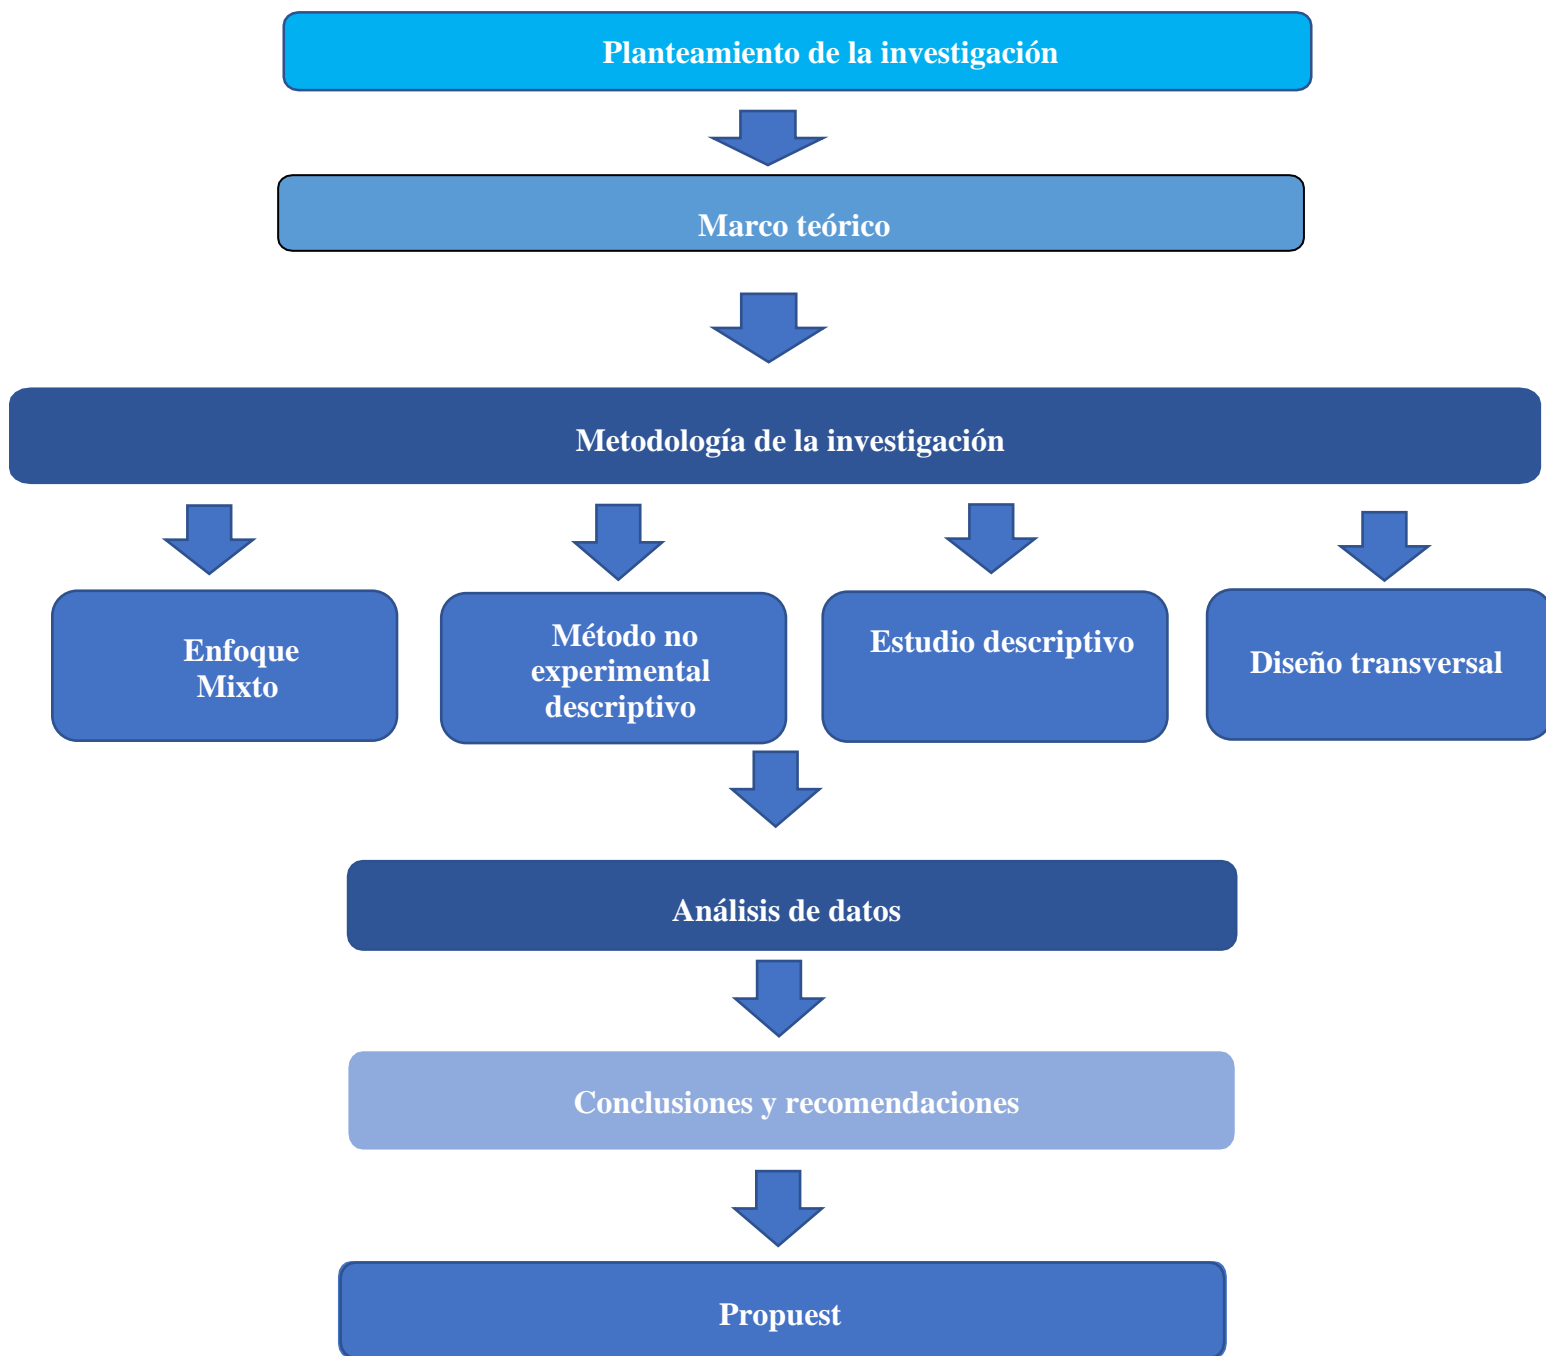 Planteamiento de la investigación
Marco teórico
Metodología de la investigación
Enfoque
Mixto
Método no
experimental
descriptivo
Estudio descriptivo
Diseño transversal
Análisis de datos
Conclusiones y recomendaciones
Propuest